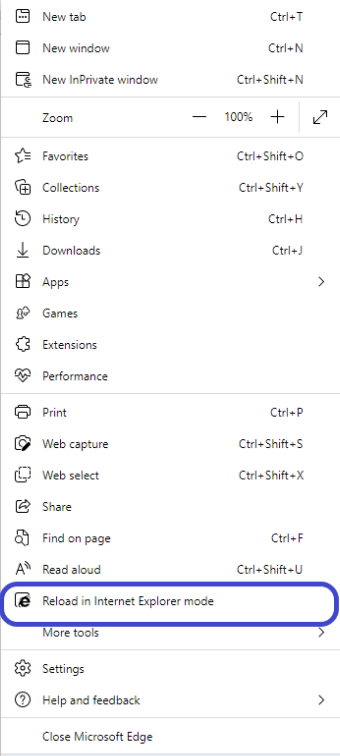 New tab Ctrl+T
New window Ctrl+N
New InPrivate window Ctrl+Shift+N
Zoom — 100% +
Favorites Ctrl+Shift+O
Collections Ctrl+Shift+Y
History Ctrl+H
Downloads Ctrl+J
Apps
Games
Extensions
Performance
Print Ctrl+P
Web capture Ctrl+Shift+S
Web select Ctrl+Shift+X
Share
Find on page Ctrl+F
Read aloud Ctrl+Shift+U
Reload in Internet Explorer mode
More tools
Settings
Help and feedback
Close Microsoft Edge